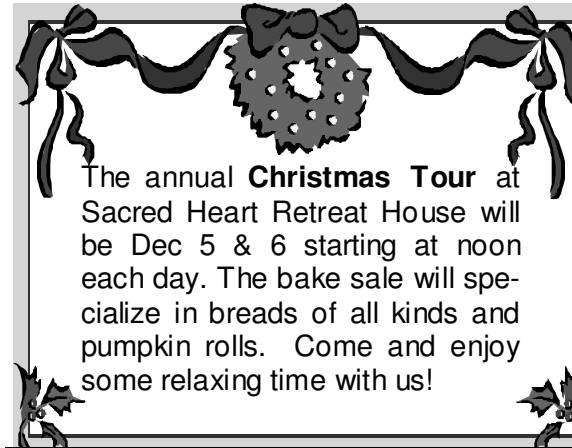 The annual Christmas Tour at
Sacred Heart Retreat House will
be Dec 5 & 6 starting at noon
each day. The bake sale will spe-
cialize in breads of all kinds and
pumpkin rolls. Come and enjoy
some relaxing time with us!